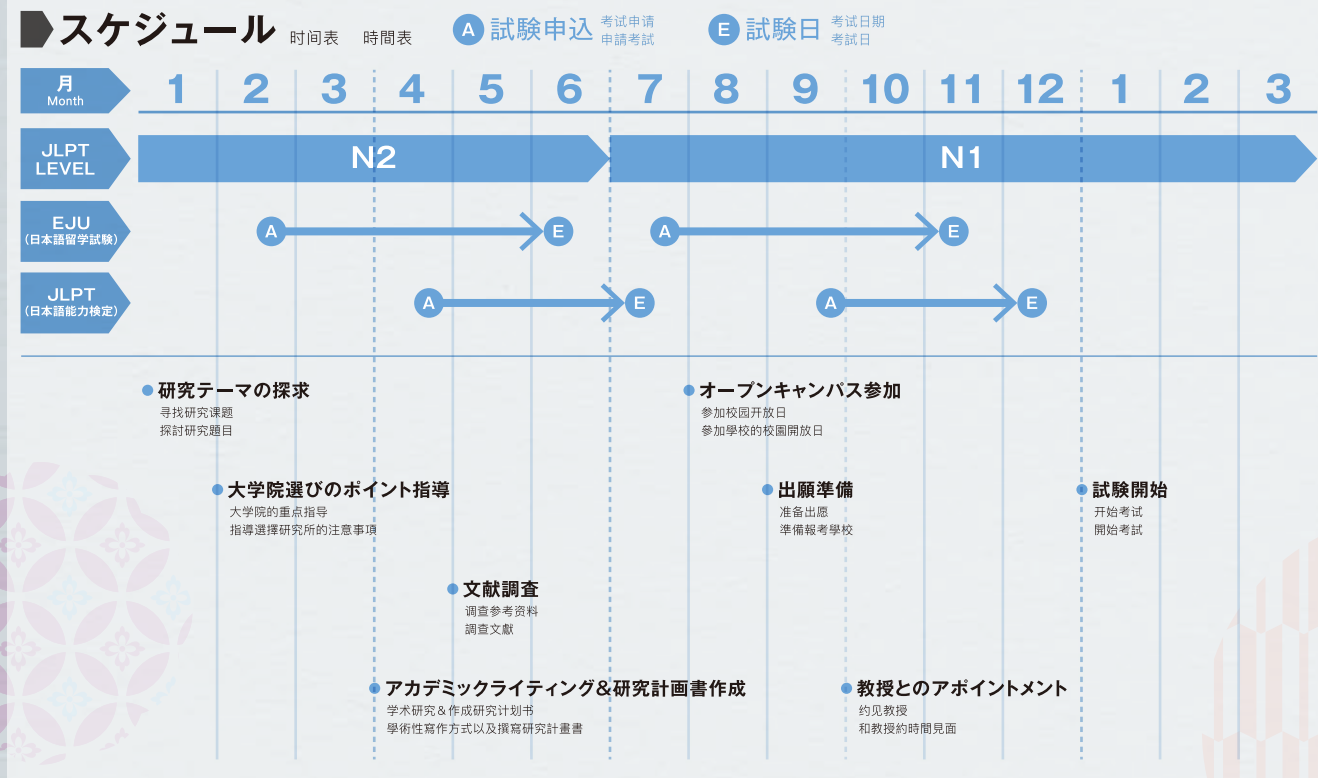 スケジュール 时间表 時間表
A 試験申込 考试申请
申請考試
E 試験日 考试日期
考試日
月
Month
1 2 3 4 5 6 7 8 9 10 11 12 1 2 3
JLPT
LEVEL
N2 N1
EJU
(日本語留学試験)
A E A E
JLPT
(日本語能力検定)
A E A E
研究テーマの探求
寻找研究课题
探討研究題目
オープンキャンパス参加
参加校园开放日
參加學校的校園開放日
大学院選びのポイント指導
大学院的重点指导
指導選擇研究所的注意事項
出願準備
准备出愿
準備報考學校
試験開始
开始考试
開始考試
文献調査
调查参考资料
調查文獻
アカデミックライティング&研究計画書作成
学术研究&作成研究计划书
學術性寫作方式以及撰寫研究計畫書
教授とのアポイントメント
约见教授
和教授約時間見面